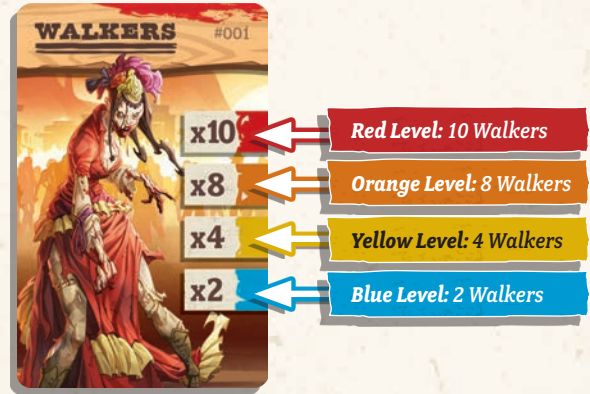 WALKERS #001
x10
x8
x4
x2
Red Level: 10 Walkers
Orange Level: 8 Walkers
Yellow Level: 4 Walkers
Blue Level: 2 Walkers